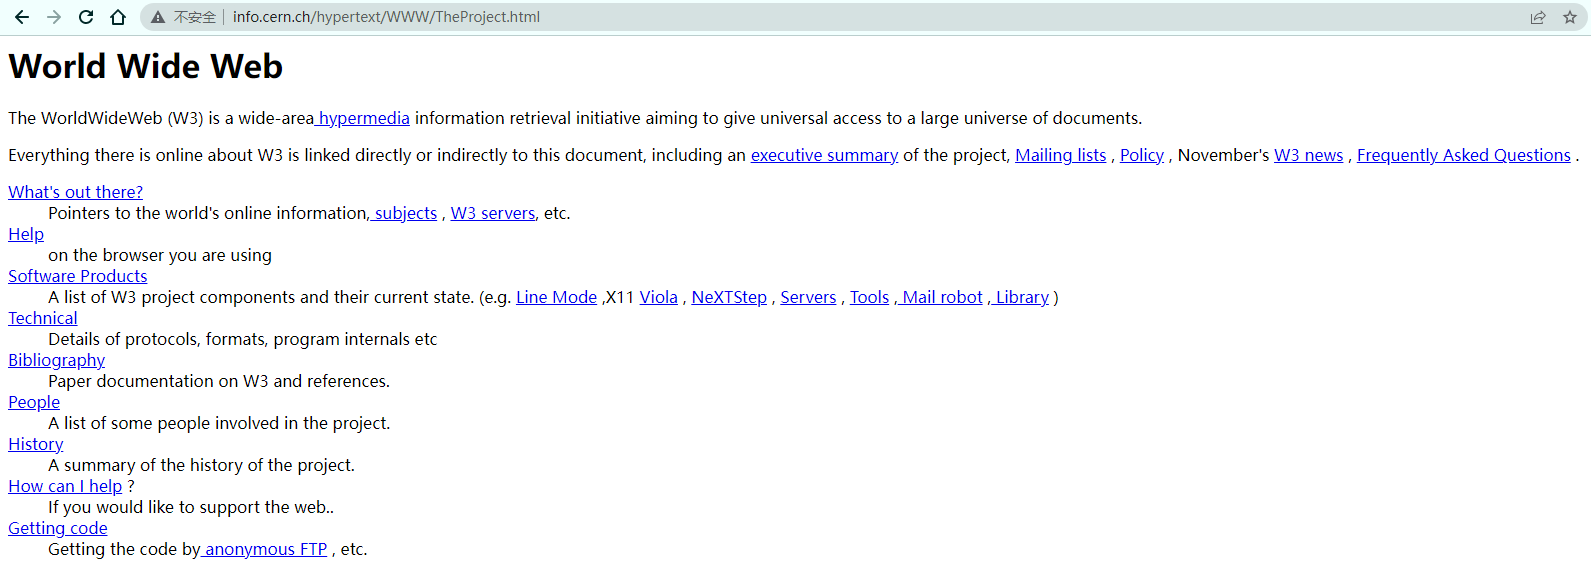 不安全 | info.cern.ch/hypertext/WWW/TheProject.html
World Wide Web
The WorldWideWeb (W3) is a wide-area hypermedia information retrieval initiative aiming to give universal access to a large universe of documents.
Everything there is online about W3 is linked directly or indirectly to this document, including an executive summary of the project, Mailing lists , Policy , November's W3 news , Frequently Asked Questions .
What's out there?
Pointers to the world's online information, subjects , W3 servers, etc.
Help
on the browser you are using
Software Products
A list of W3 project components and their current state. (e.g. Line Mode ,X11 Viola , NeXTStep , Servers , Tools , Mail robot , Library )
Technical
Details of protocols, formats, program internals etc
Bibliography
Paper documentation on W3 and references.
People
A list of some people involved in the project.
History
A summary of the history of the project.
How can I help ?
If you would like to support the web..
Getting code
Getting the code by anonymous FTP , etc.